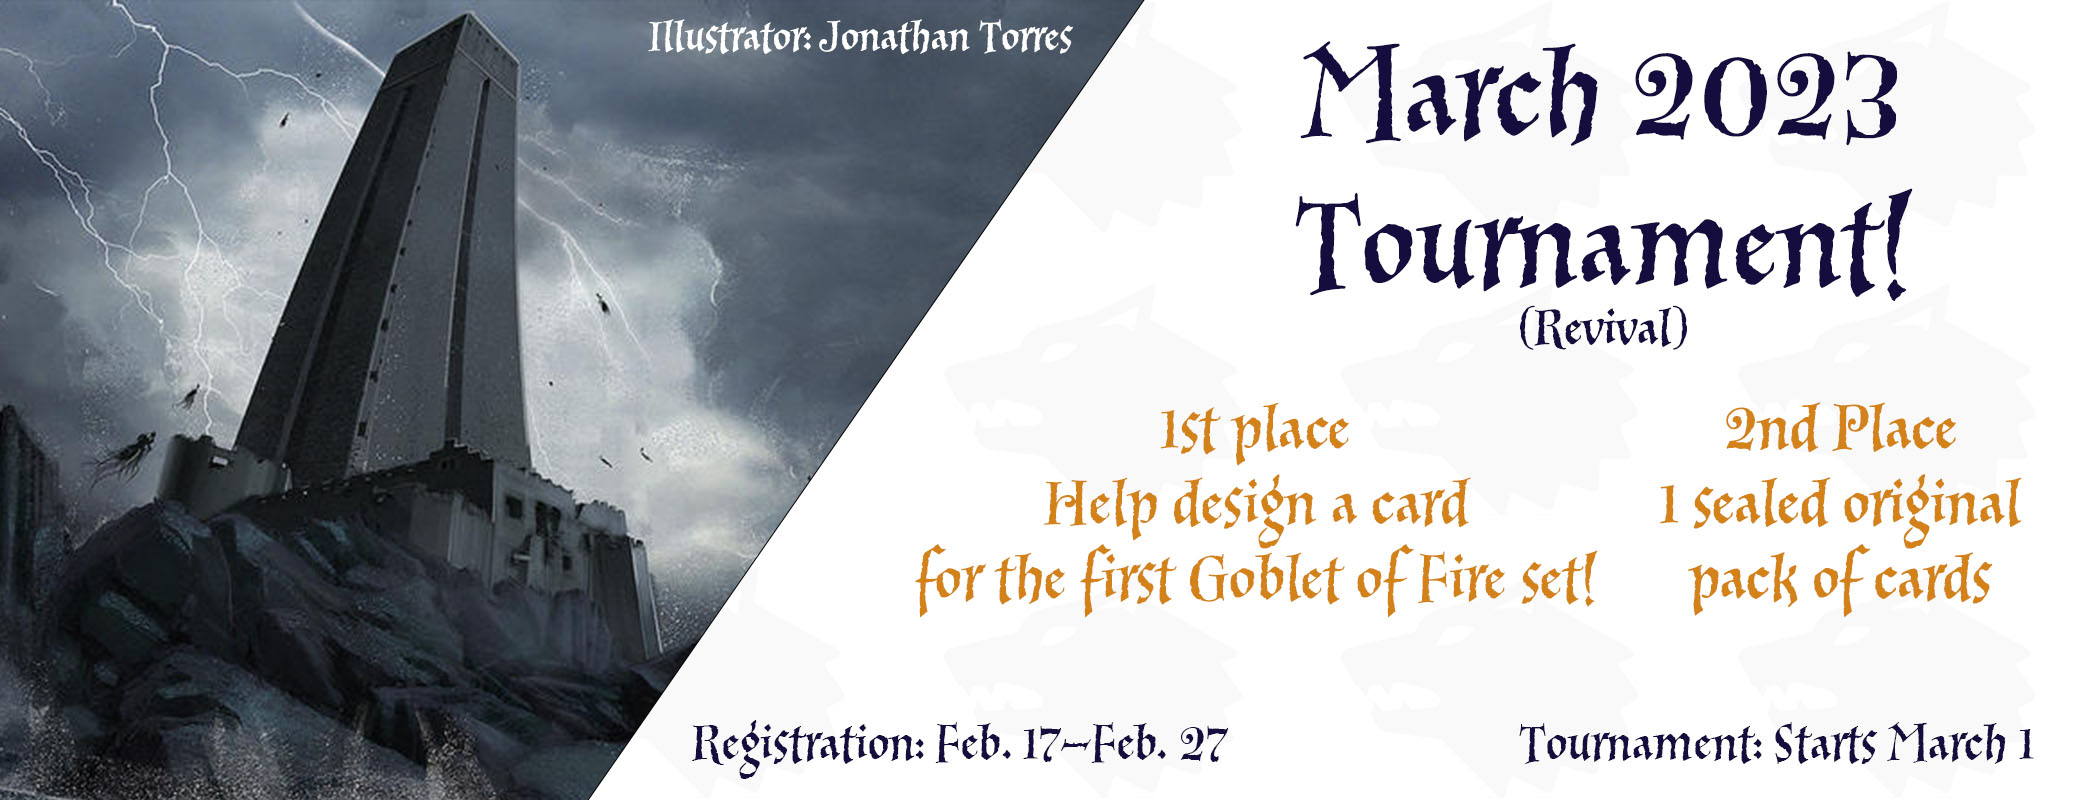 Illustrator: Jonathan Torres
March 2023
Tournament!
(Revival)
1st place
Help design a card
for the first Goblet of Fire set!
2nd Place
1 sealed original
pack of cards
Registration: Feb. 17–Feb. 27
Tournament: Starts March 1